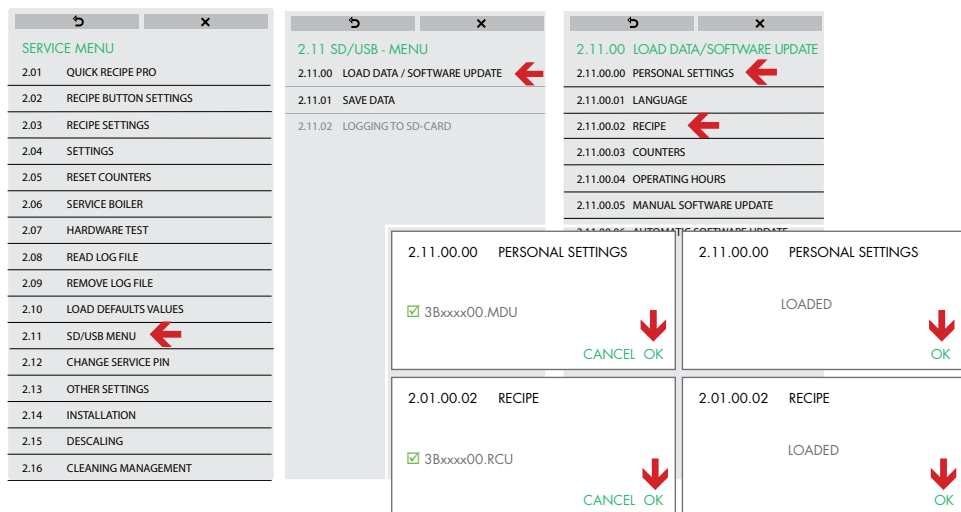 SERVICE MENU
2.01 QUICK RECIPE PRO
2.02 RECIPE BUTTON SETTINGS
2.03 RECIPE SETTINGS
2.04 SETTINGS
2.05 RESET COUNTERS
2.06 SERVICE BOILER
2.07 HARDWARE TEST
2.08 READ LOG FILE
2.09 REMOVE LOG FILE
2.10 LOAD DEFAULTS VALUES
2.11 SD/USB MENU
2.12 CHANGE SERVICE PIN
2.13 OTHER SETTINGS
2.14 INSTALLATION
2.15 DESCALING
2.16 CLEANING MANAGEMENT
2.11 SD/USB - MENU
2.11.00 LOAD DATA / SOFTWARE UPDATE
2.11.01 SAVE DATA
2.11.02 LOGGING TO SD-CARD
2.11.00 LOAD DATA/SOFTWARE UPDATE
2.11.00.00 PERSONAL SETTINGS
2.11.00.01 LANGUAGE
2.11.00.02 RECIPE
2.11.00.03 COUNTERS
2.11.00.04 OPERATING HOURS
2.11.00.05 MANUAL SOFTWARE UPDATE
2.11.00.06 AUTOMATIC SOFTWARE UPDATE
2.11.00.00 PERSONAL SETTINGS
3Bxxxx00.MDU
CANCEL OK
2.11.00.00 PERSONAL SETTINGS
LOADED
OK
2.01.00.02 RECIPE
3Bxxxx00.RCU
CANCEL OK
2.01.00.02 RECIPE
LOADED
OK